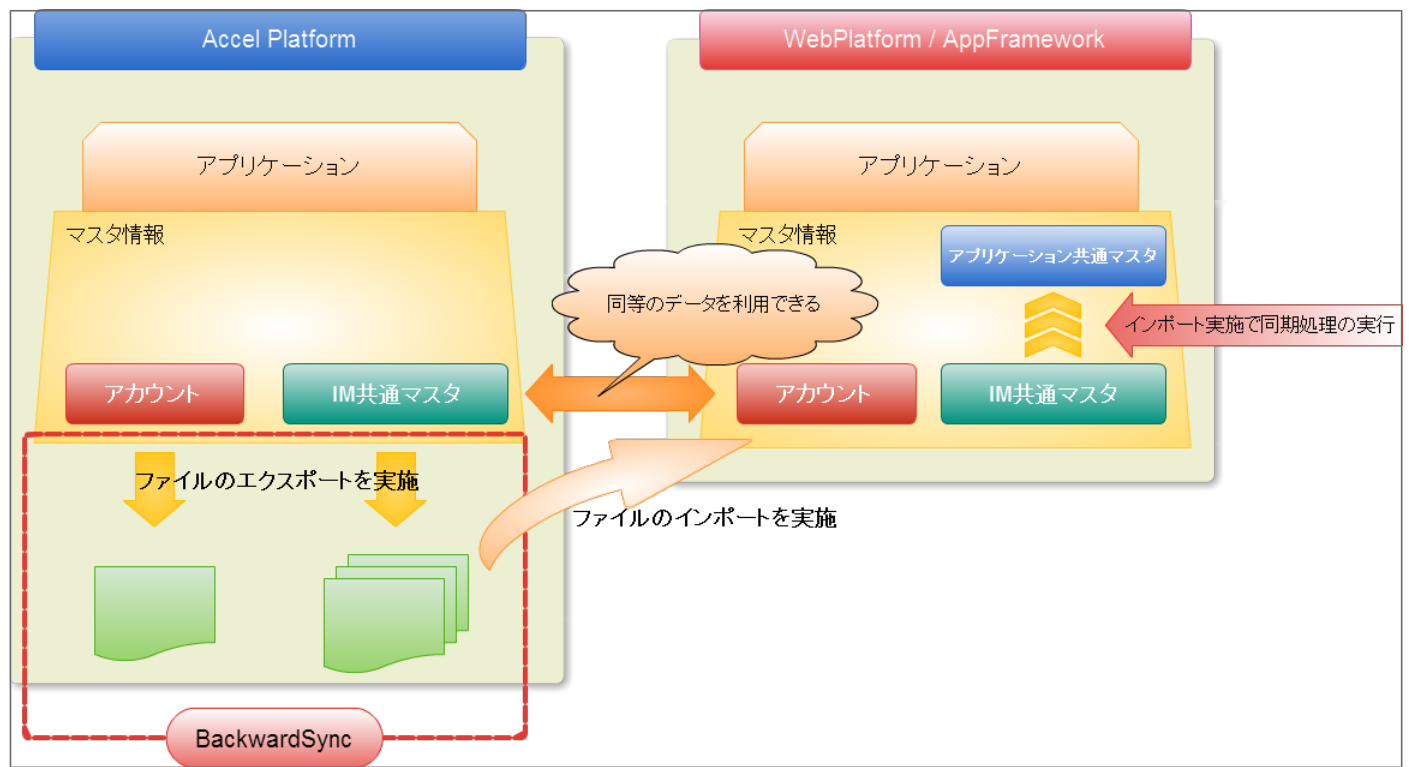 Accel Platform
WebPlatform / AppFramework
アプリケーション
アプリケーション
マスタ情報
マスタ情報
アプリケーション共通マスタ
同等のデータを利用できる
インポート実施で同期処理の実行
アカウント
IM共通マスタ
アカウント
IM共通マスタ
ファイルのエクスポートを実施
ファイルのインポートを実施
BackwardSync